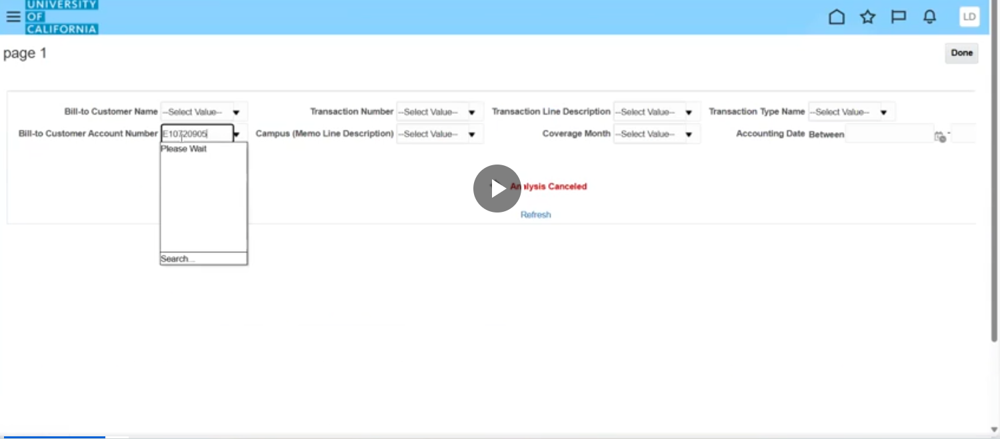 UNIVERSITY
OF
CALIFORNIA
LD
page 1
Done
Bill-to Customer Name --Select Value-- Transaction Number --Select Value-- Transaction Line Description --Select Value-- Transaction Type Name --Select Value--
Bill-to Customer Account Number E10720905 Campus (Memo Line Description) --Select Value-- Coverage Month --Select Value-- Accounting Date Between -
Please Wait
Analysis Canceled
Refresh
Search...